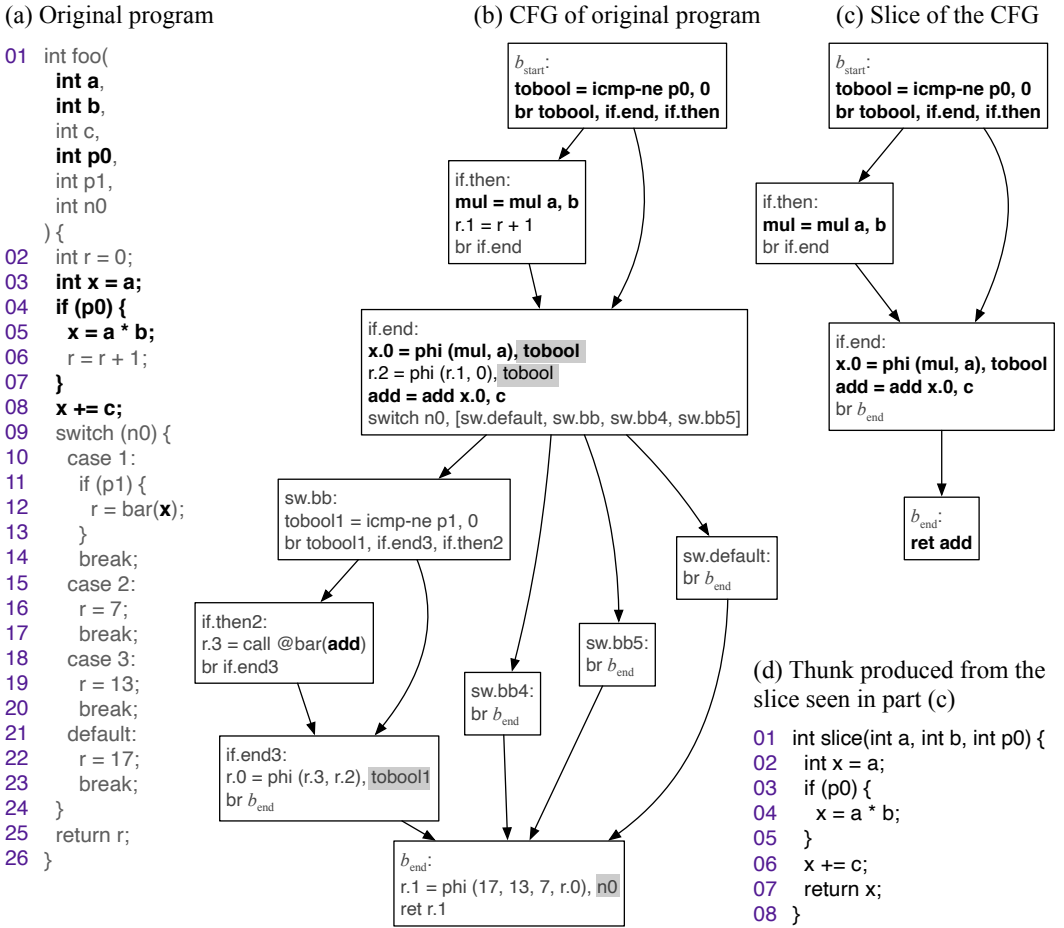 (a) Original program
01 int foo(
int a,
int b,
int c,
int p0,
int p1,
int n0
) {
02 int r = 0;
03 int x = a;
04 if (p0) {
05 x = a * b;
06 r = r + 1;
07 }
08 x += c;
09 switch (n0) {
10 case 1:
11 if (p1) {
12 r = bar(x);
13 }
14 break;
15 case 2:
16 r = 7;
17 break;
18 case 3:
19 r = 13;
20 break;
21 default:
22 r = 17;
23 break;
24 }
25 return r;
26 }
(b) CFG of original program
b_start:
tobool = icmp-ne p0, 0
br tobool, if.end, if.then
if.then:
mul = mul a, b
r.1 = r + 1
br if.end
if.end:
x.0 = phi (mul, a), tobool
r.2 = phi (r.1, 0), tobool
add = add x.0, c
switch n0, [sw.default, sw.bb, sw.bb4, sw.bb5]
sw.bb:
tobool1 = icmp-ne p1, 0
br tobool1, if.end3, if.then2
if.then2:
r.3 = call @bar(add)
br if.end3
if.end3:
r.0 = phi (r.3, r.2), tobool1
br b_end
sw.bb4:
br b_end
sw.bb5:
br b_end
sw.default:
br b_end
b_end:
r.1 = phi (17, 13, 7, r.0), n0
ret r.1
(c) Slice of the CFG
b_start:
tobool = icmp-ne p0, 0
br tobool, if.end, if.then
if.then:
mul = mul a, b
br if.end
if.end:
x.0 = phi (mul, a), tobool
add = add x.0, c
br b_end
b_end:
ret add
(d) Thunk produced from the
slice seen in part (c)
01 int slice(int a, int b, int p0) {
02 int x = a;
03 if (p0) {
04 x = a * b;
05 }
06 x += c;
07 return x;
08 }